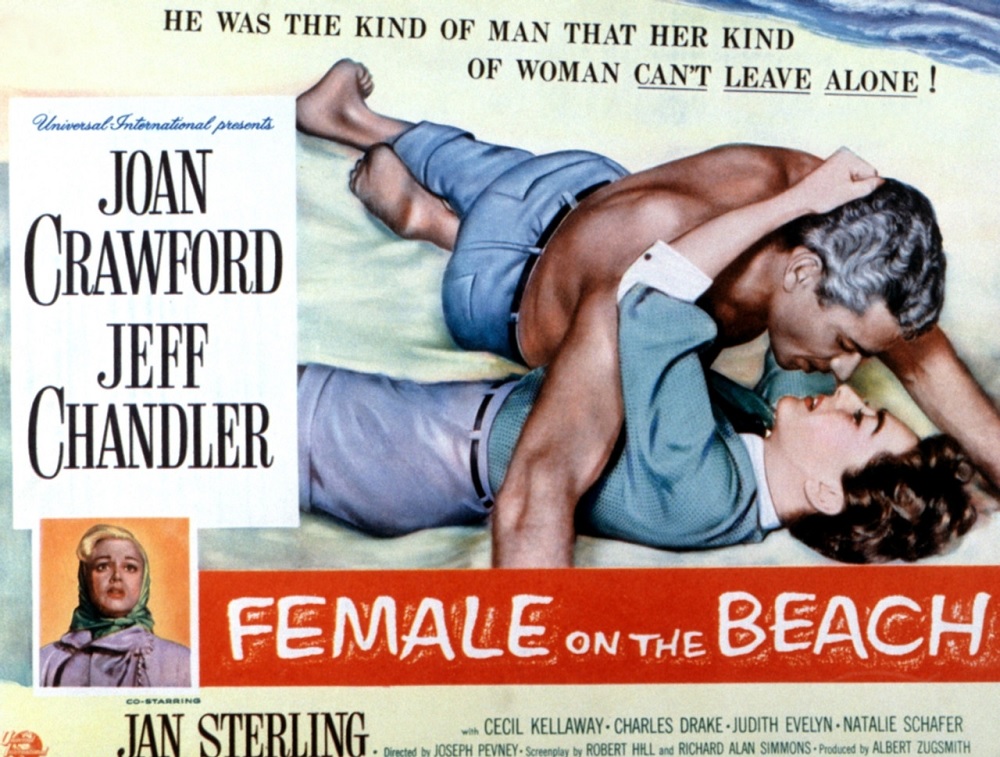 HE WAS THE KIND OF MAN THAT HER KIND
OF WOMAN CAN'T LEAVE ALONE!
Universal-International presents
JOAN
CRAWFORD
JEFF
CHANDLER
FEMALE ON THE BEACH
CO-STARRING
JAN STERLING
with CECIL KELLAWAY · CHARLES DRAKE · JUDITH EVELYN · NATALIE SCHAFER
Directed by JOSEPH PEVNEY · Screenplay by ROBERT HILL and RICHARD ALAN SIMMONS · Produced by ALBERT ZUGSMITH